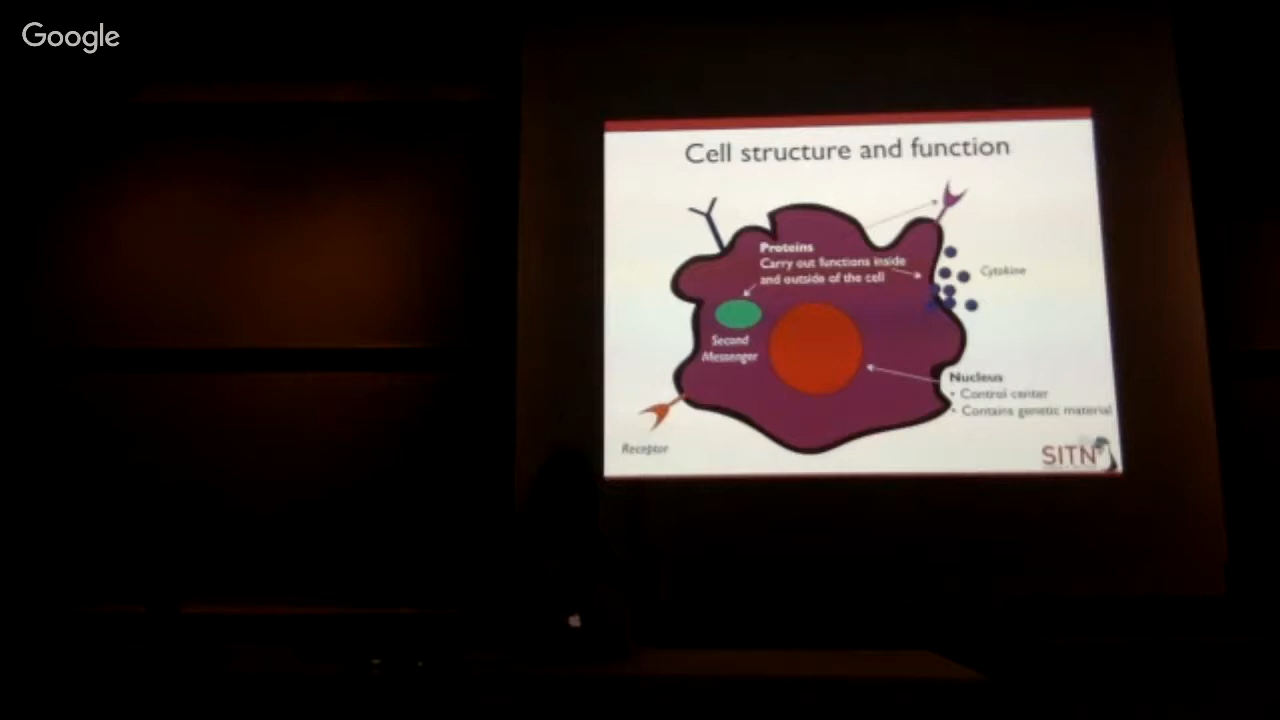 Google
Cell structure and function
Proteins
Carry out functions inside
and outside of the cell
Cytokine
Second
Messenger
Nucleus
• Control center
• Contains genetic material
Receptor
SITN